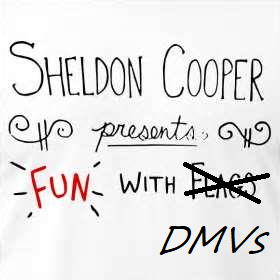 SHELDON COOPER
presents
FUN WITH FLAGS
DMVs